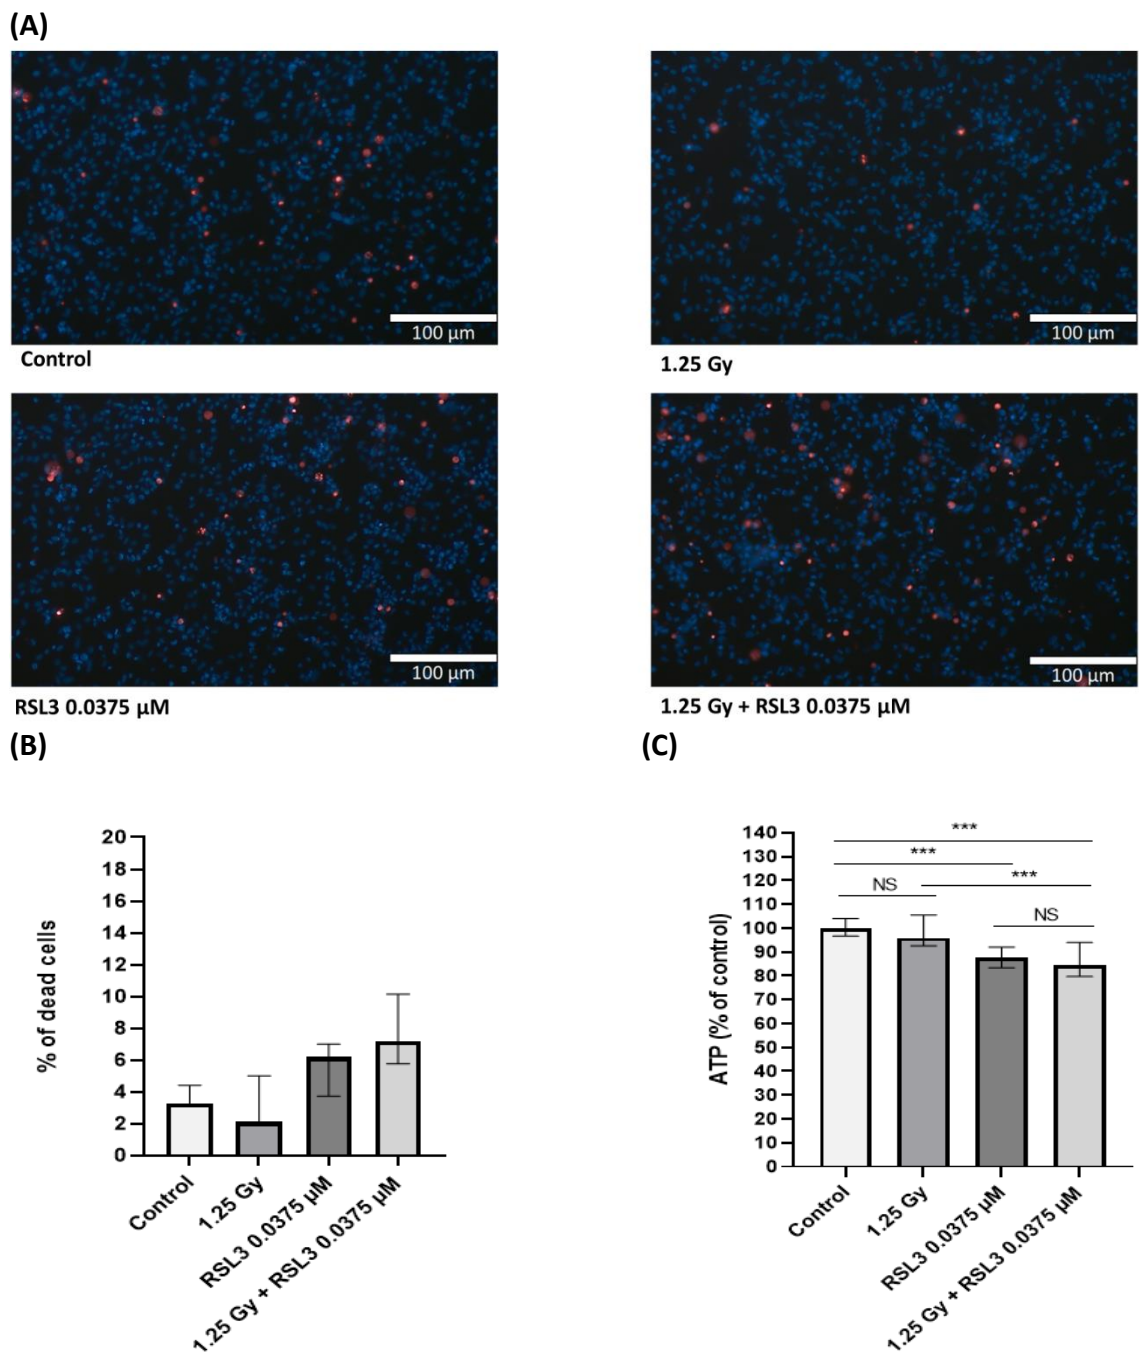 (A)
100 μm
100 μm
Control
1.25 Gy
100 μm
100 μm
RSL3 0.0375 μM
1.25 Gy + RSL3 0.0375 μM
(B)
(C)
% of dead cells
20
18
16
14
12
10
8
6
4
2
0
Control
1.25 Gy
RSL3 0.0375 μM
1.25 Gy + RSL3 0.0375 μM
ATP (% of control)
140
130
120
110
100
90
80
70
60
50
40
30
20
10
0
***
***
***
NS
NS
Control
1.25 Gy
RSL3 0.0375 μM
1.25 Gy + RSL3 0.0375 μM